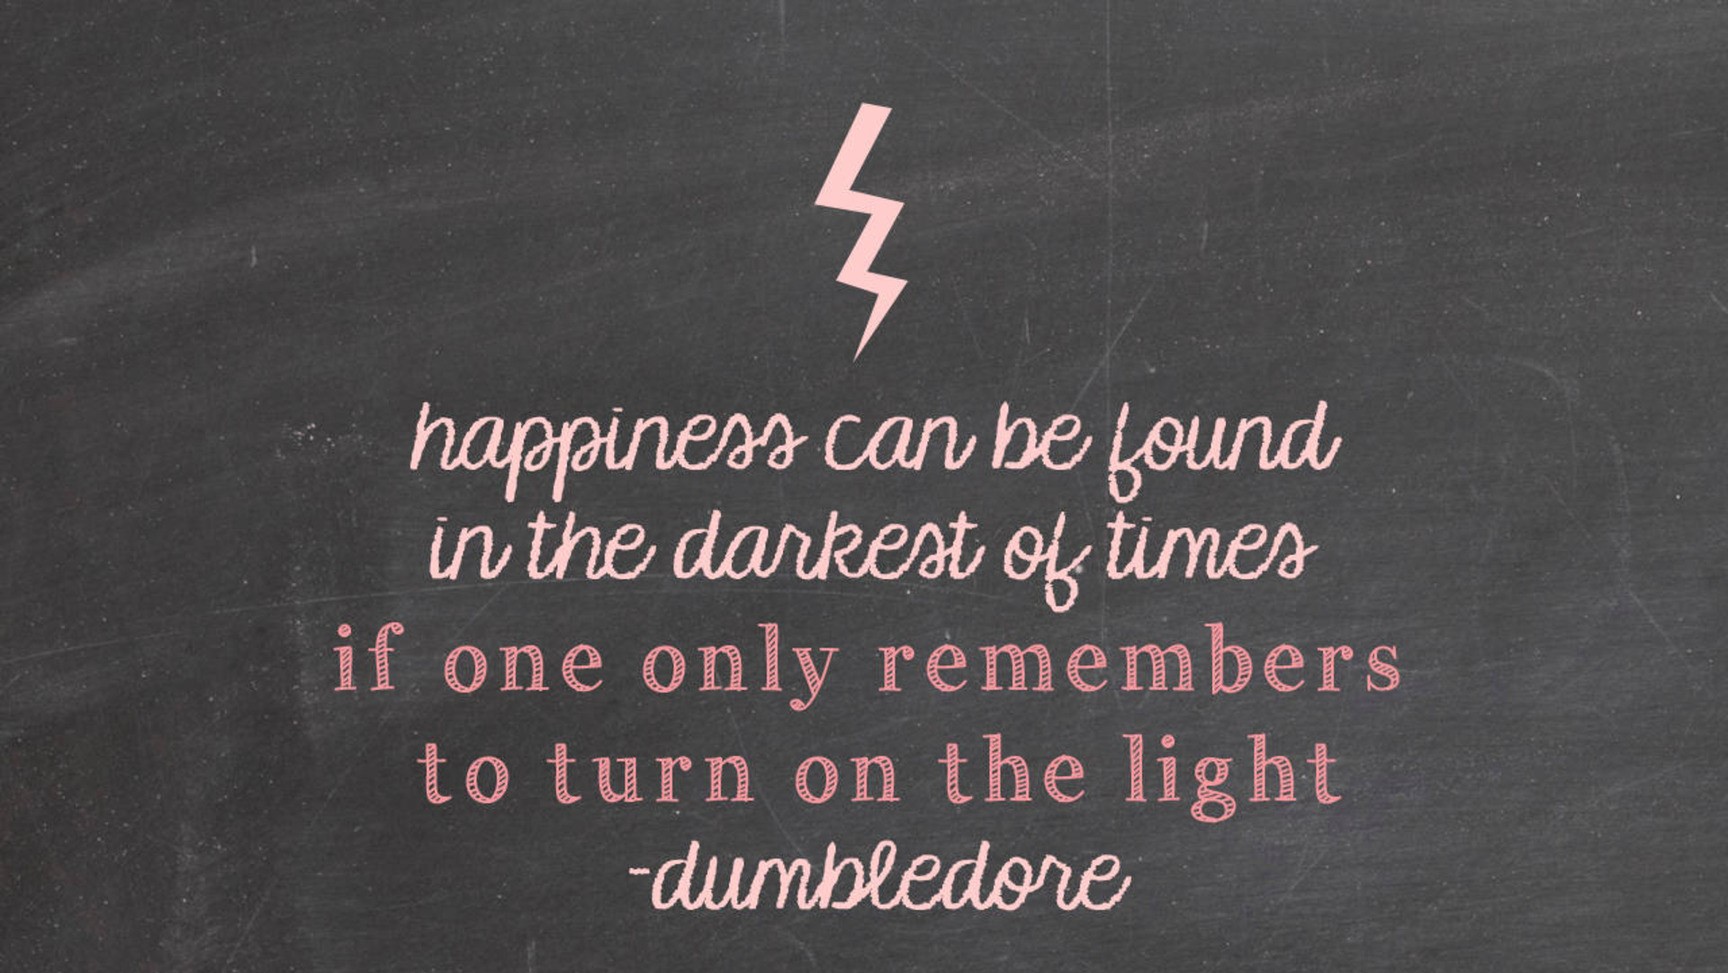 happiness can be found
in the darkest of times
if one only remembers
to turn on the light
-dumbledore